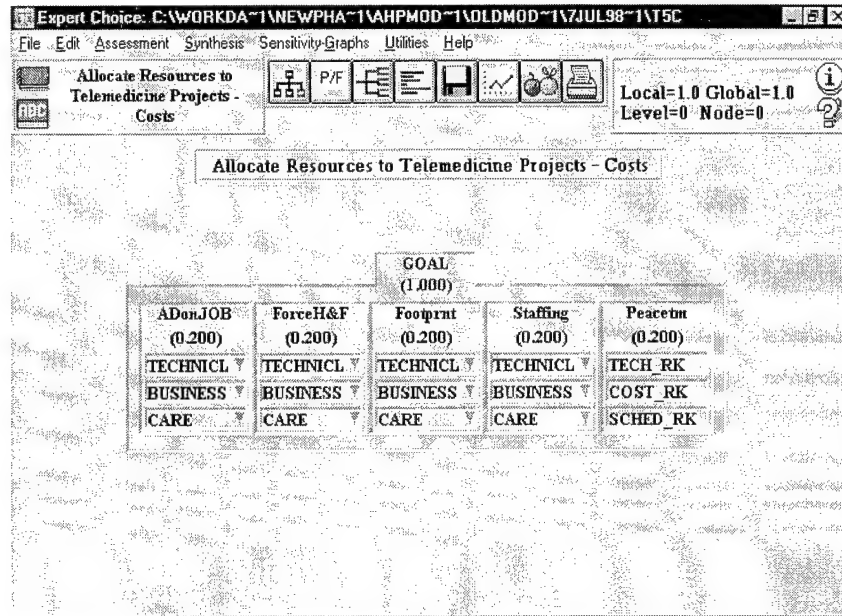 Expert Choice: C:\WORKDA~1\NEWPHA~1\AHPMOD~1\OLDMOD~1\7JUL98~1\T5C
File Edit Assessment Synthesis Sensitivity-Graphs Utilities Help
Allocate Resources to
Telemedicine Projects -
Costs
ABC
P/F
Local=1.0 Global=1.0
Level=0 Node=0
Allocate Resources to Telemedicine Projects - Costs
GOAL
(1.000)
ADonJOB ForceH&F Footprnt Staffing Peacetm
(0.200) (0.200) (0.200) (0.200) (0.200)
TECHNICL TECHNICL TECHNICL TECHNICL TECH_RK
BUSINESS BUSINESS BUSINESS BUSINESS COST_RK
CARE CARE CARE CARE SCHED_RK